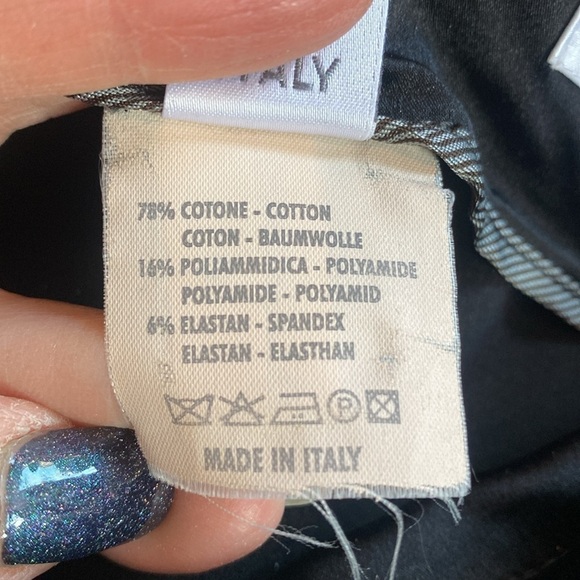 ITALY
78% COTONE - COTTON
COTON - BAUMWOLLE
16% POLIAMMIDICA - POLYAMIDE
POLYAMIDE - POLYAMID
6% ELASTAN - SPANDEX
ELASTAN - ELASTHAN
P
MADE IN ITALY